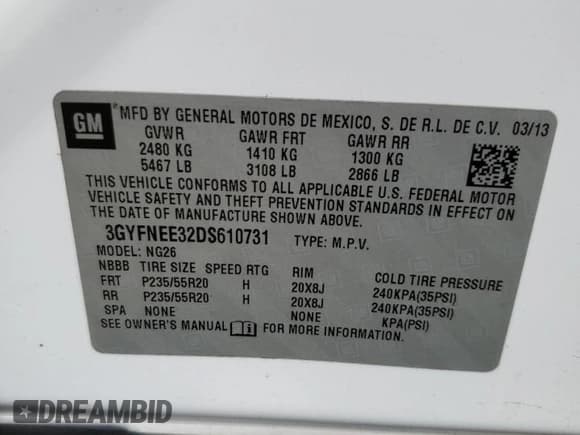 GM
®MFD BY GENERAL MOTORS DE MEXICO, S. DE R.L. DE C.V. 03/13
GVWR GAWR FRT GAWR RR
2480 KG 1410 KG 1300 KG
5467 LB 3108 LB 2866 LB
THIS VEHICLE CONFORMS TO ALL APPLICABLE U.S. FEDERAL MOTOR
VEHICLE SAFETY AND THEFT PREVENTION STANDARDS IN EFFECT ON
THE DATE OF MANUFACTURE SHOWN ABOVE.
3GYFNEE32DS610731 TYPE: M.P.V.
MODEL: NG26
NBBB TIRE SIZE SPEED RTG RIM COLD TIRE PRESSURE
FRT P235/55R20 H 20X8J 240KPA(35PSI)
RR P235/55R20 H 20X8J 240KPA(35PSI)
SPA NONE NONE KPA(PSI)
SEE OWNER'S MANUAL FOR MORE INFORMATION.
DREAMBID